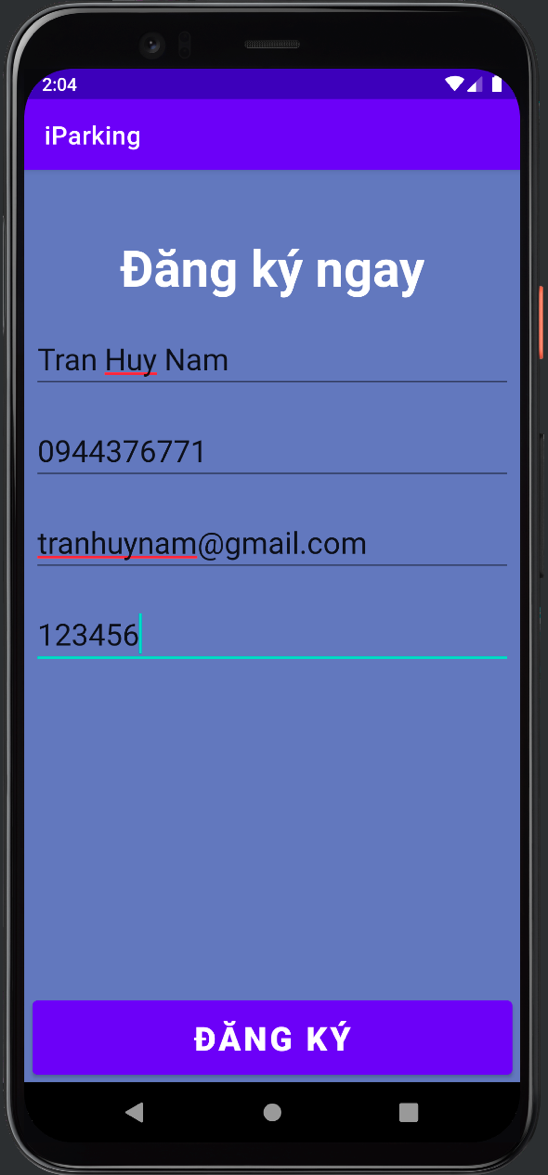 2:04
iParking
Đăng ký ngay
Tran Huy Nam
0944376771
tranhuynam@gmail.com
123456
ĐĂNG KÝ